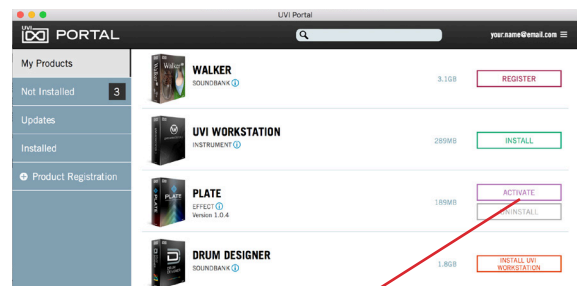 UVI Portal
UVI PORTAL
your.name@email.com
My Products
Not Installed 3
Updates
Installed
Product Registration
WALKER
SOUNDBANK
3.1GB
REGISTER
UVI WORKSTATION
INSTRUMENT
289MB
INSTALL
PLATE
EFFECT
Version 1.0.4
189MB
ACTIVATE
UNINSTALL
DRUM DESIGNER
SOUNDBANK
1.8GB
INSTALL UVI
WORKSTATION